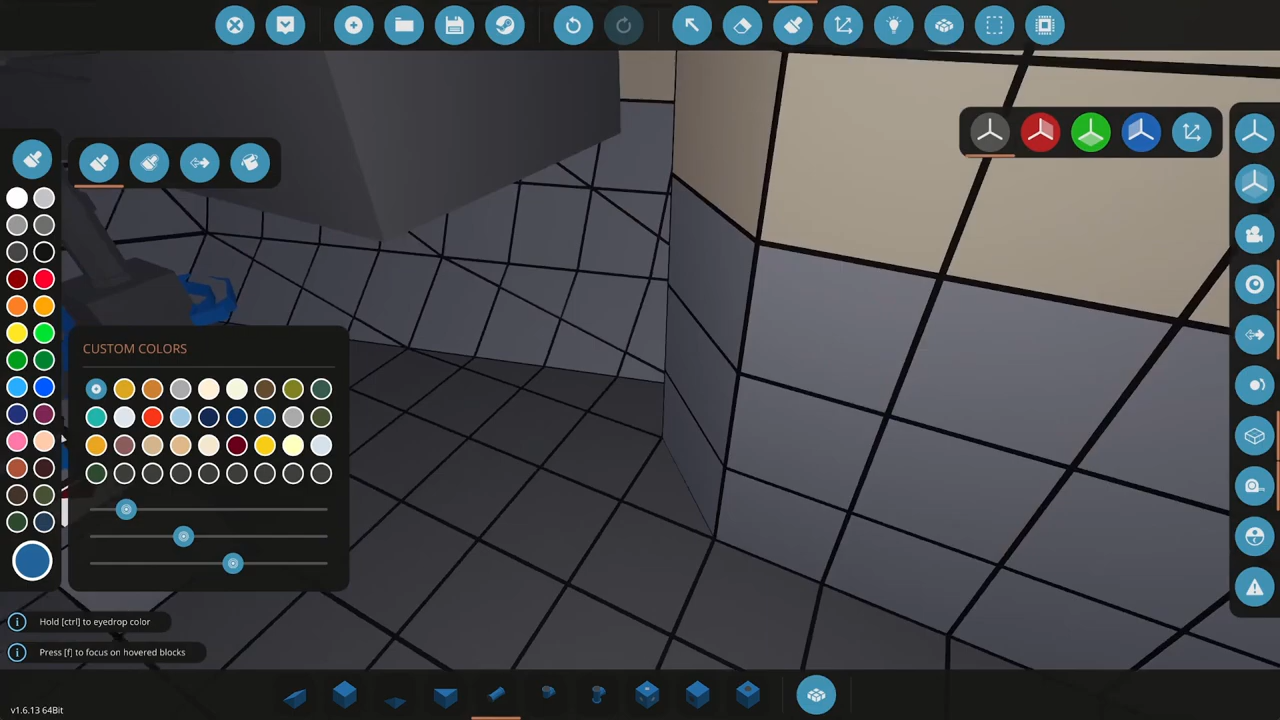 CUSTOM COLORS
Hold [ctrl] to eyedrop color
Press [f] to focus on hovered blocks
v1.6.13 64Bit